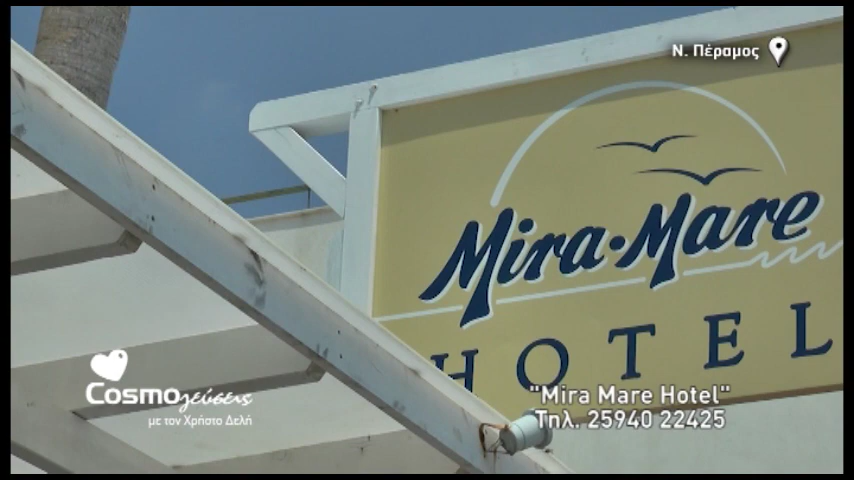 Ν. Πέραμος
Mira-Mare
HOTEL
Cosmoγεύσεις
με τον Χρήστο Δελή
"Mira Mare Hotel"
Τηλ. 25940 22425